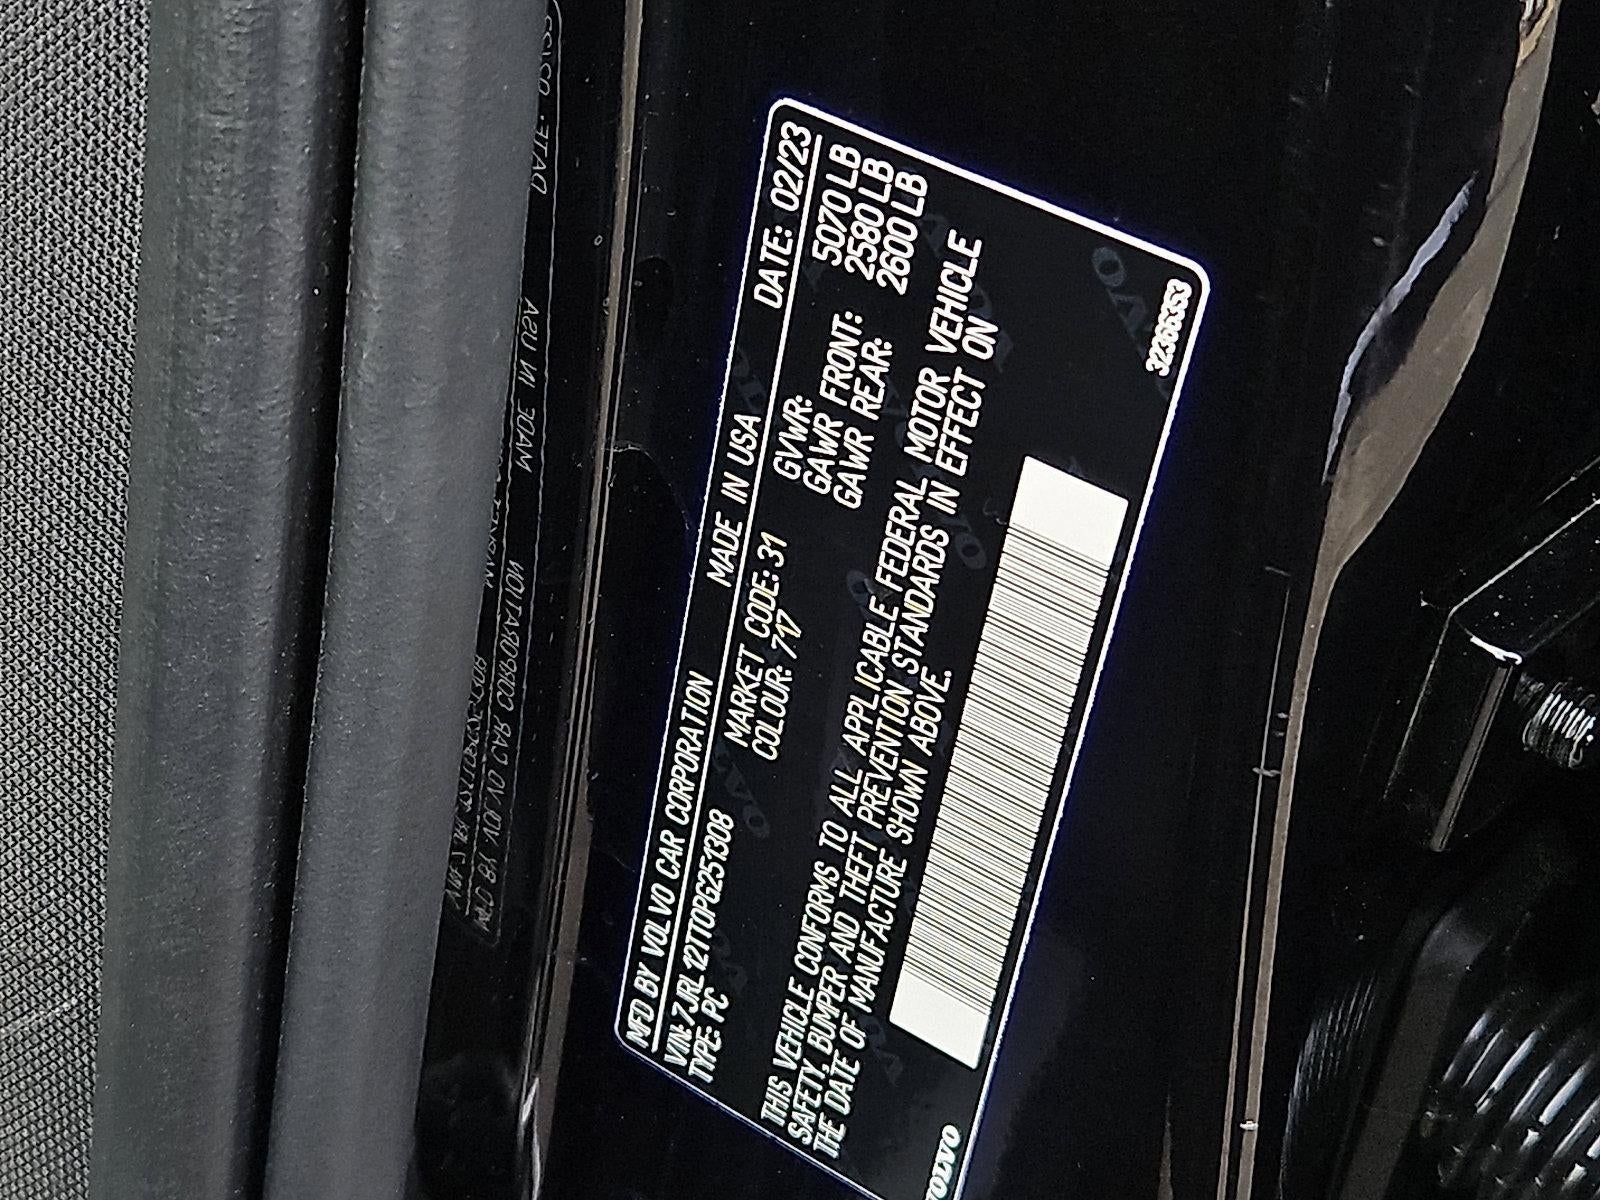 MFD BY VOLVO CAR CORPORATION MADE IN USA DATE: 02/23
VIN: 7JRL12TT0PG251308 MARKET CODE: 31 GVWR: 5070 LB
TYPE: PC COLOUR: 717 GAWR FRONT: 2580 LB
GAWR REAR: 2600 LB
THIS VEHICLE CONFORMS TO ALL APPLICABLE FEDERAL MOTOR VEHICLE
SAFETY, BUMPER AND THEFT PREVENTION STANDARDS IN EFFECT ON
THE DATE OF MANUFACTURE SHOWN ABOVE.
VOLVO 32366353